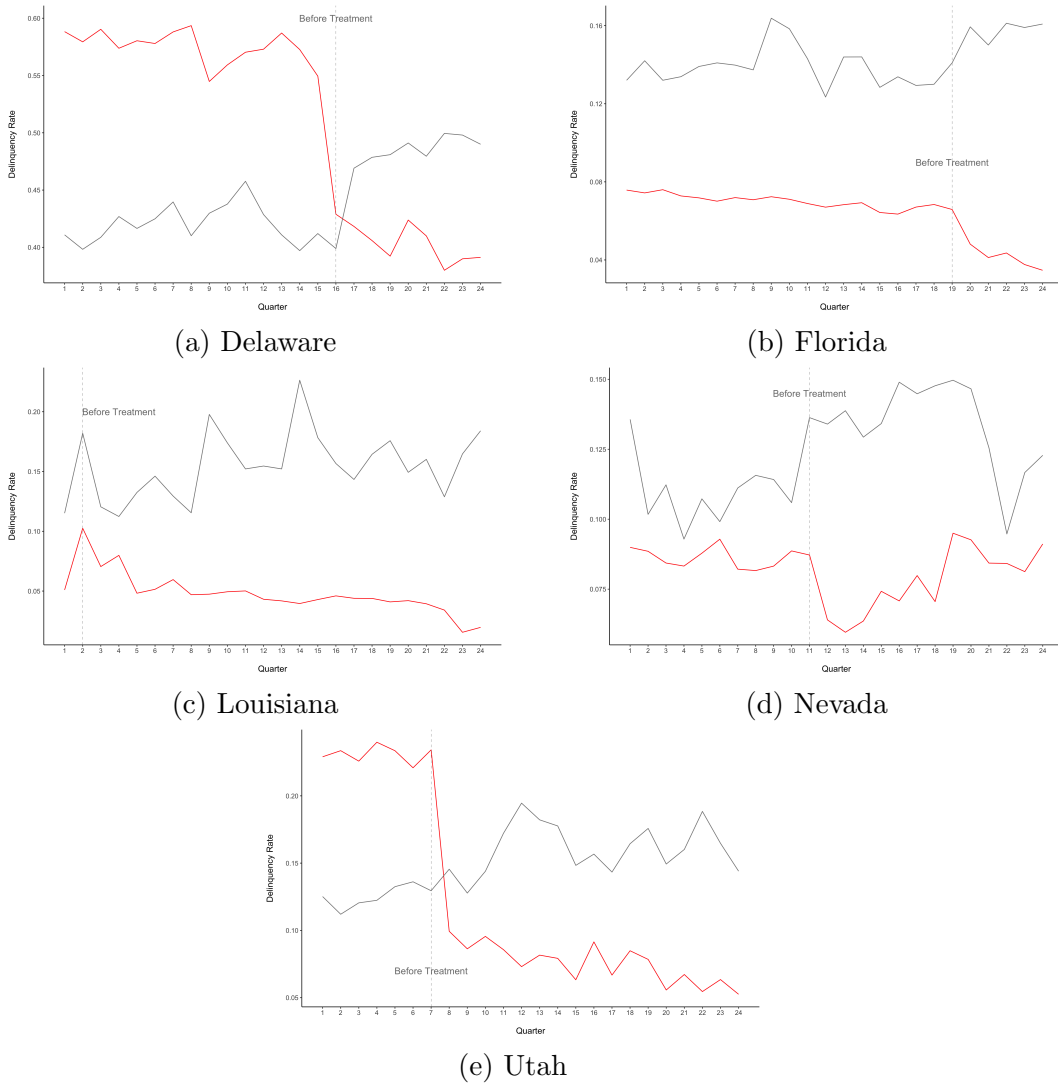 Before Treatment
0.60
0.55
0.50
0.45
0.40
Delinquency Rate
1 2 3 4 5 6 7 8 9 10 11 12 13 14 15 16 17 18 19 20 21 22 23 24
Quarter
(a) Delaware
0.16
0.12
0.08
0.04
Delinquency Rate
Before Treatment
1 2 3 4 5 6 7 8 9 10 11 12 13 14 15 16 17 18 19 20 21 22 23 24
Quarter
(b) Florida
Before Treatment
0.20
0.15
0.10
0.05
Delinquency Rate
1 2 3 4 5 6 7 8 9 10 11 12 13 14 15 16 17 18 19 20 21 22 23 24
Quarter
(c) Louisiana
0.150
Before Treatment
0.125
0.100
0.075
Delinquency Rate
1 2 3 4 5 6 7 8 9 10 11 12 13 14 15 16 17 18 19 20 21 22 23 24
Quarter
(d) Nevada
0.20
0.15
0.10
0.05
Delinquency Rate
Before Treatment
1 2 3 4 5 6 7 8 9 10 11 12 13 14 15 16 17 18 19 20 21 22 23 24
Quarter
(e) Utah